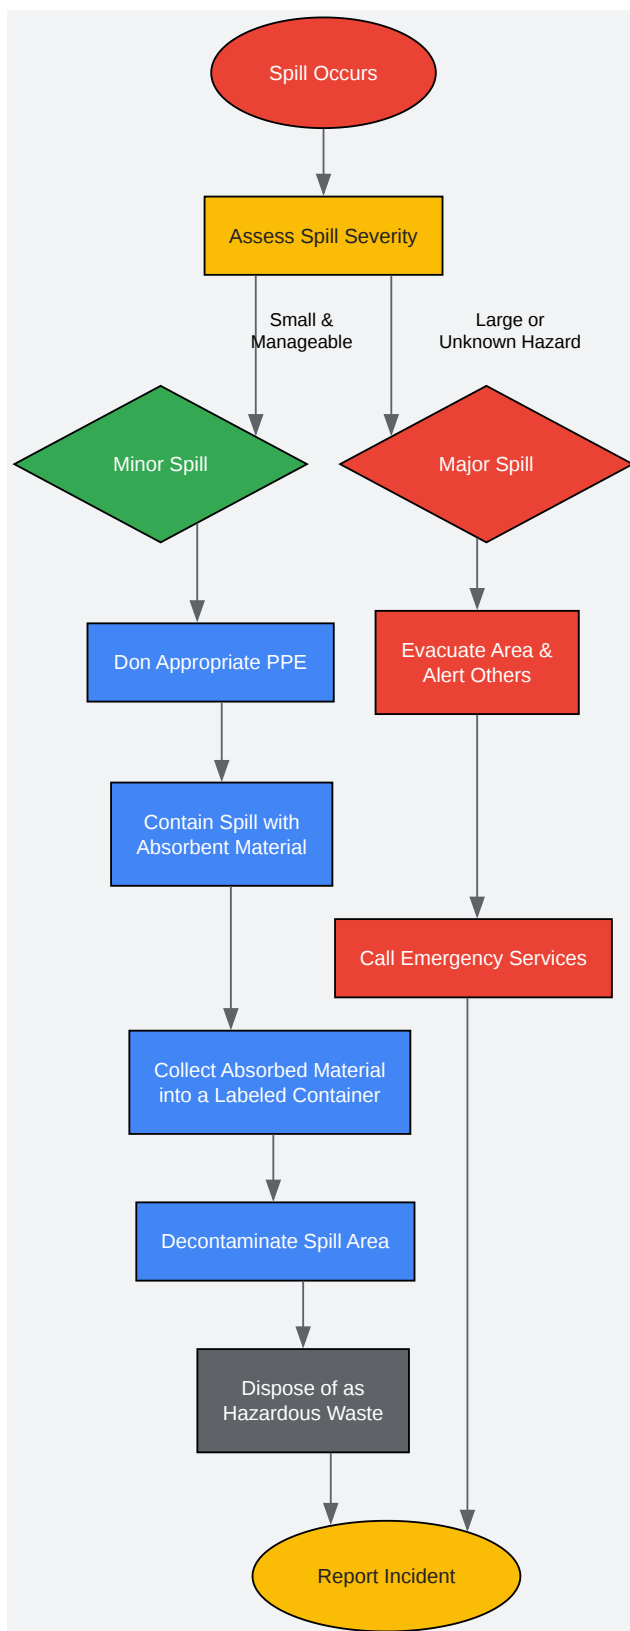 Spill Occurs
Assess Spill Severity
Small &
Manageable
Large or
Unknown Hazard
Minor Spill
Major Spill
Don Appropriate PPE
Evacuate Area &
Alert Others
Contain Spill with
Absorbent Material
Call Emergency Services
Collect Absorbed Material
into a Labeled Container
Decontaminate Spill Area
Dispose of as
Hazardous Waste
Report Incident